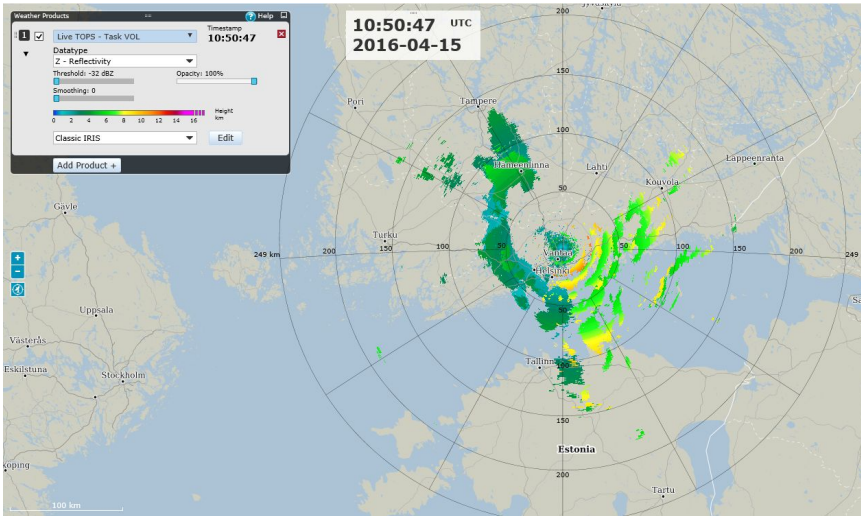 Weather Products
Help
1
Live TOPS - Task VOL
Timestamp
10:50:47
Datatype
Z - Reflectivity
Threshold: -32 dBZ
Opacity: 100%
Smoothing: 0
0 2 4 6 8 10 12 14 16
Height
km
Classic IRIS
Edit
Add Product +
10:50:47 UTC
2016-04-15
200
150
Pori
Tampere
100
Hämeenlinna
Lahti
Lappeenranta
50
Kouvola
Gävle
Turku
249 km
200
150
100
50
50
100
150
200
249
Vantaa
Helsinki
Uppsala
50
Västerås
Eskilstuna
Stockholm
Tallinn
100
150
Estonia
200
Tartu
100 km
+
−